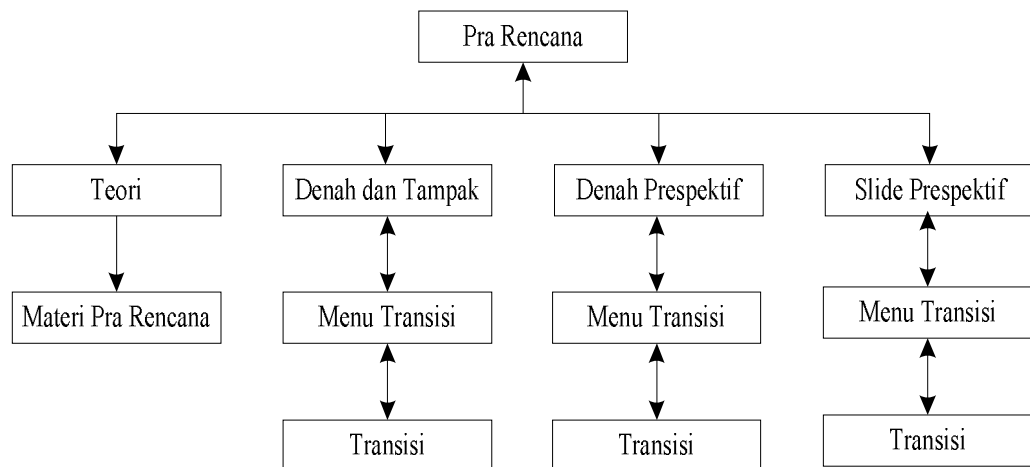 Pra Rencana
Teori
Denah dan Tampak
Denah Prespektif
Slide Prespektif
Materi Pra Rencana
Menu Transisi
Menu Transisi
Menu Transisi
Transisi
Transisi
Transisi